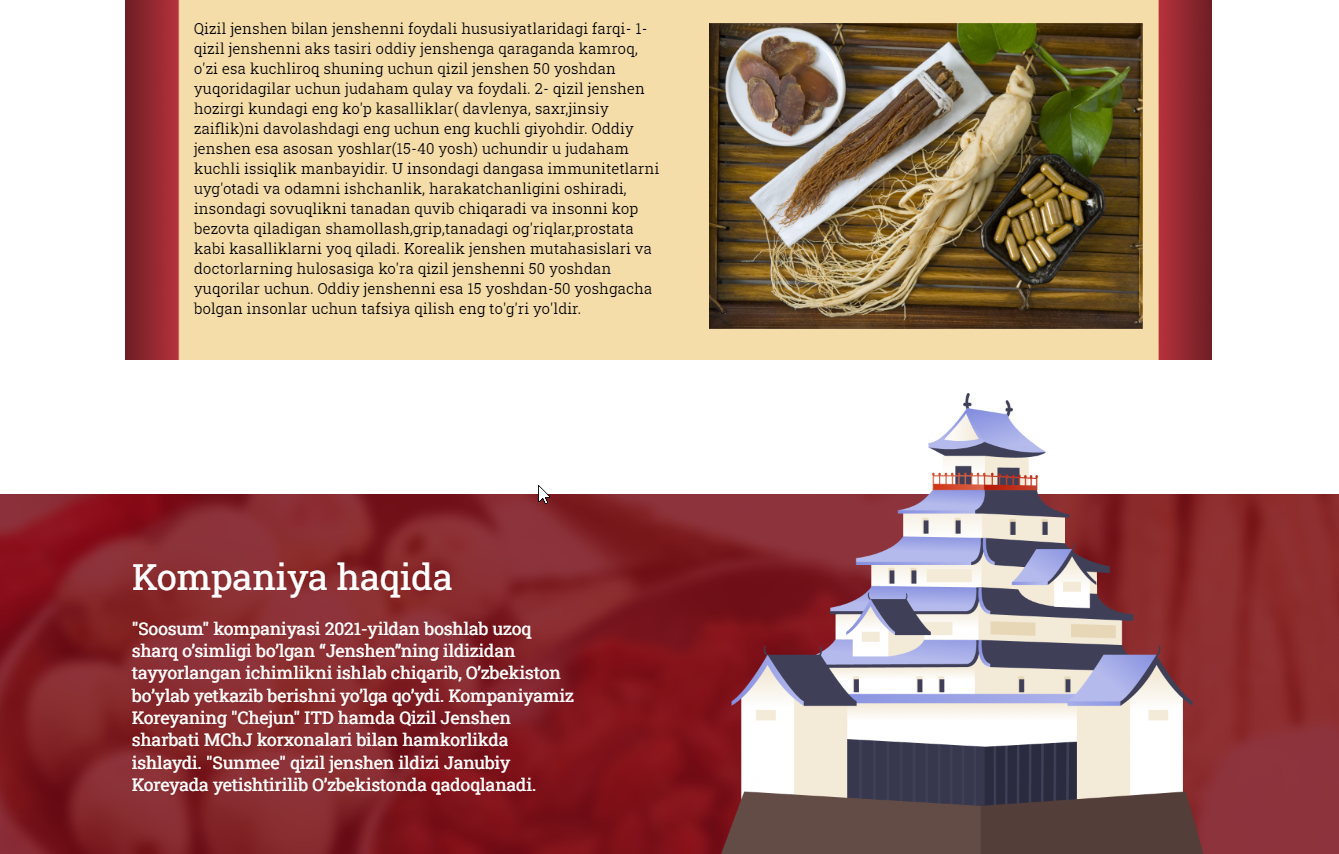 Qizil jenshen bilan jenshenni foydali hususiyatlaridagi farqi- 1-
qizil jenshenni aks tasiri oddiy jenshenga qaraganda kamroq,
o'zi esa kuchliroq shuning uchun qizil jenshen 50 yoshdan
yuqoridagilar uchun judaham qulay va foydali. 2- qizil jenshen
hozirgi kundagi eng ko'p kasalliklar( davlenya, saxr,jinsiy
zaiflik)ni davolashdagi eng uchun eng kuchli giyohdir. Oddiy
jenshen esa asosan yoshlar(15-40 yosh) uchundir u judaham
kuchli issiqlik manbayidir. U insondagi dangasa immunitetlarni
uyg'otadi va odamni ishchanlik, harakatchanligini oshiradi,
insondagi sovuqlikni tanadan quvib chiqaradi va insonni kop
bezovta qiladigan shamollash,grip,tanadagi og'riqlar,prostata
kabi kasalliklarni yoq qiladi. Korealik jenshen mutahasislari va
doctorlarning hulosasiga ko'ra qizil jenshenni 50 yoshdan
yuqorilar uchun. Oddiy jenshenni esa 15 yoshdan-50 yoshgacha
bolgan insonlar uchun tafsiya qilish eng to'g'ri yo'ldir.
Kompaniya haqida
"Soosum" kompaniyasi 2021-yildan boshlab uzoq
sharq o‘simligi bo‘lgan “Jenshen”ning ildizidan
tayyorlangan ichimlikni ishlab chiqarib, O‘zbekiston
bo‘ylab yetkazib berishni yo‘lga qo‘ydi. Kompaniyamiz
Koreyaning "Chejun" ITD hamda Qizil Jenshen
sharbati MChJ korxonalari bilan hamkorlikda
ishlaydi. "Sunmee" qizil jenshen ildizi Janubiy
Koreyada yetishtirilib O‘zbekistonda qadoqlanadi.